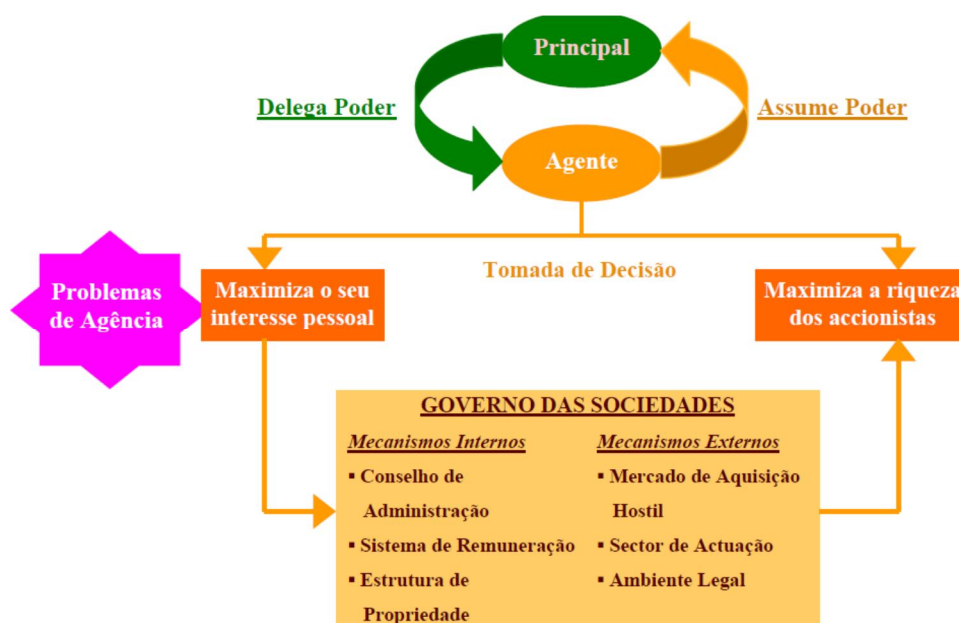 Principal
Delega Poder
Assume Poder
Agente
Tomada de Decisão
Problemas
de Agência
Maximiza o seu
interesse pessoal
Maximiza a riqueza
dos accionistas
GOVERNO DAS SOCIEDADES
Mecanismos Internos
▪ Conselho de
Administração
▪ Sistema de Remuneração
▪ Estrutura de
Propriedade
Mecanismos Externos
▪ Mercado de Aquisição
Hostil
▪ Sector de Actuação
▪ Ambiente Legal